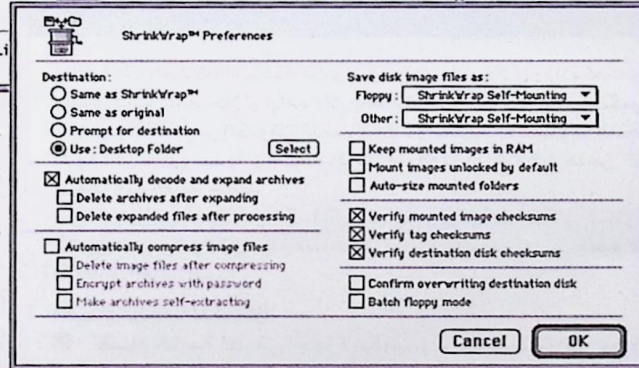 ShrinkWrap™ Preferences
Destination:
Same as ShrinkWrap™
Same as original
Prompt for destination
Use: Desktop Folder
Select
Automatically decode and expand archives
Delete archives after expanding
Delete expanded files after processing
Automatically compress image files
Delete image files after compressing
Encrypt archives with password
Make archives self-extracting
Save disk image files as:
Floppy: ShrinkWrap Self-Mounting
Other: ShrinkWrap Self-Mounting
Keep mounted images in RAM
Mount images unlocked by default
Auto-size mounted folders
Verify mounted image checksums
Verify tag checksums
Verify destination disk checksums
Confirm overwriting destination disk
Batch floppy mode
Cancel
OK